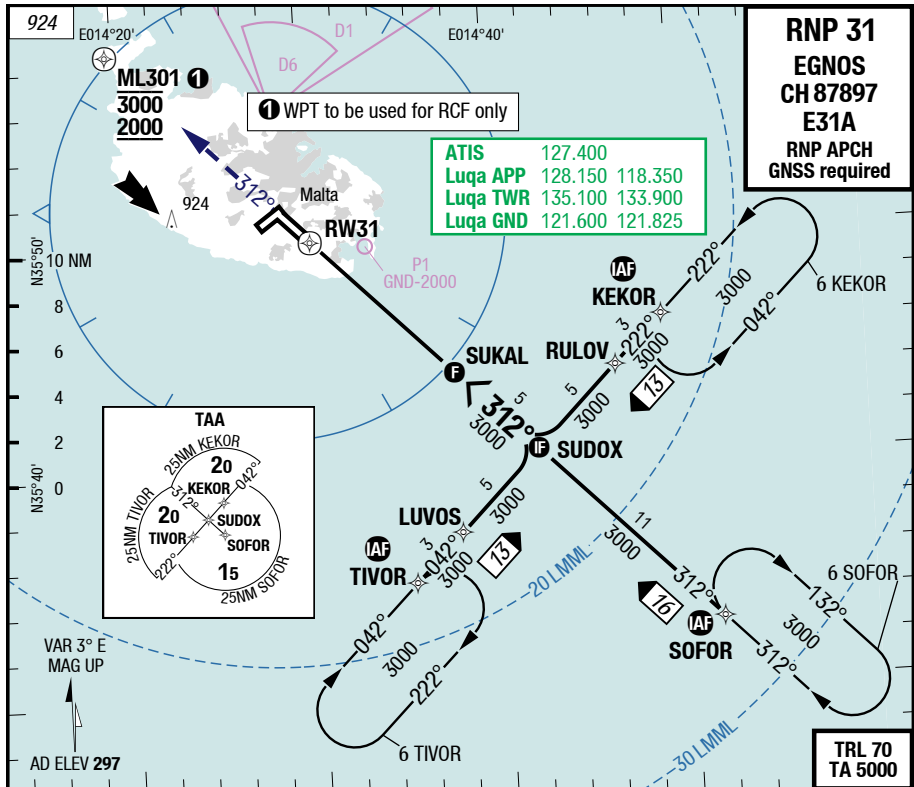 924
E014°20'
D1
E014°40'
RNP 31
EGNOS
CH 87897
E31A
RNP APCH
GNSS required
D6
ML301 1
3000
2000
1 WPT to be used for RCF only
ATIS 127.400
Luqa APP 128.150 118.350
Luqa TWR 135.100 133.900
Luqa GND 121.600 121.825
312°
Malta
924
RW31
P1
GND-2000
N35°50'
10 NM
8
6
4
2
0
N35°40'
IAF
KEKOR
222°
3000
042°
6 KEKOR
3
222°
3000
RULOV
13
SUKAL
F
5
312°
3000
5
3000
IF
SUDOX
TAA
25NM KEKOR
20
KEKOR
042°
312°
25NM TIVOR
20
TIVOR
SUDOX
SOFOR
222°
15
25NM SOFOR
5
3000
LUVOS
11
3000
IAF
TIVOR
3
042°
3000
13
20 LMML
312°
16
IAF
SOFOR
6 SOFOR
132°
3000
312°
042°
3000
222°
6 TIVOR
30 LMML
VAR 3° E
MAG UP
AD ELEV 297
TRL 70
TA 5000